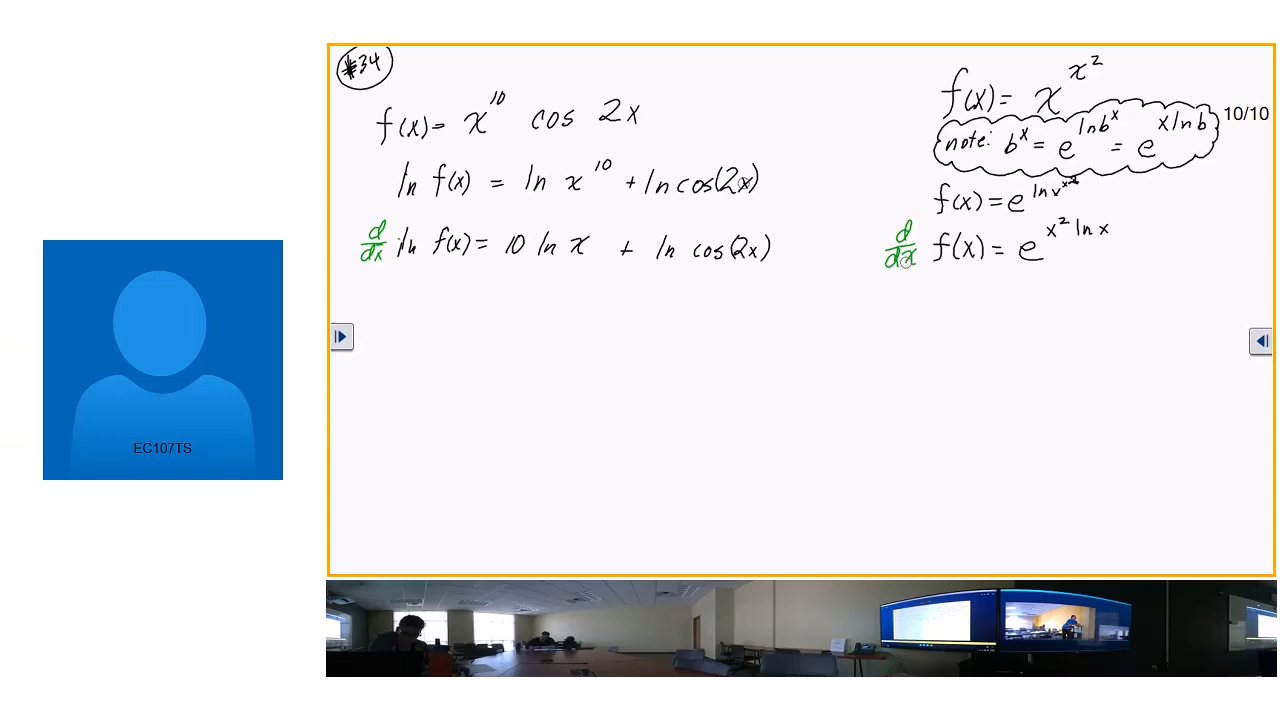 #34
f(x) = x^10 cos 2x
ln f(x) = ln x^10 + ln cos(2x)
d/dx ln f(x) = 10 ln x + ln cos(2x)
f(x) = x^x^2
10/10
note: b^x = e^ln b^x = e^x ln b
f(x) = e^ln x^x^2
d/dx f(x) = e^x^2 ln x
EC107TS